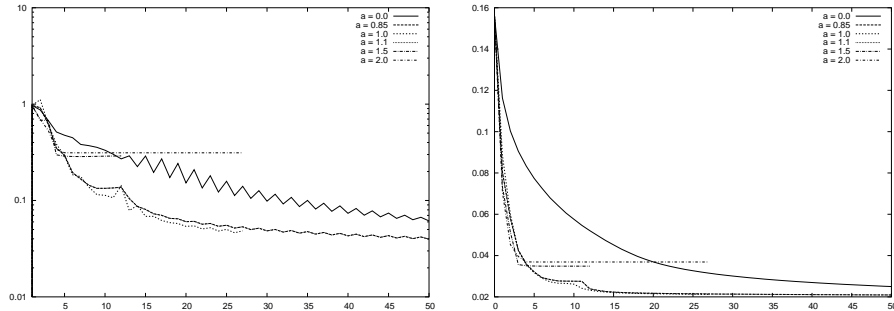 10
1
0.1
0.01
5 10 15 20 25 30 35 40 45 50
a = 0.0
a = 0.85
a = 1.0
a = 1.1
a = 1.5
a = 2.0
0.16
0.14
0.12
0.1
0.08
0.06
0.04
0.02
0 5 10 15 20 25 30 35 40 45 50
a = 0.0
a = 0.85
a = 1.0
a = 1.1
a = 1.5
a = 2.0